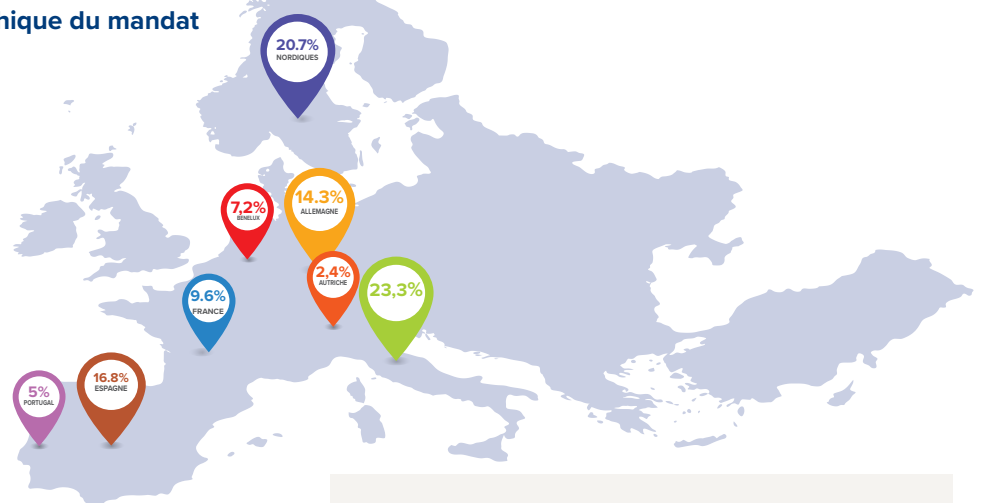 nique du mandat
20.7%
NORDIQUES
7,2%
BENELUX
14.3%
ALLEMAGNE
2,4%
AUTRICHE
23,3%
9.6%
FRANCE
16.8%
ESPAGNE
5%
PORTUGAL